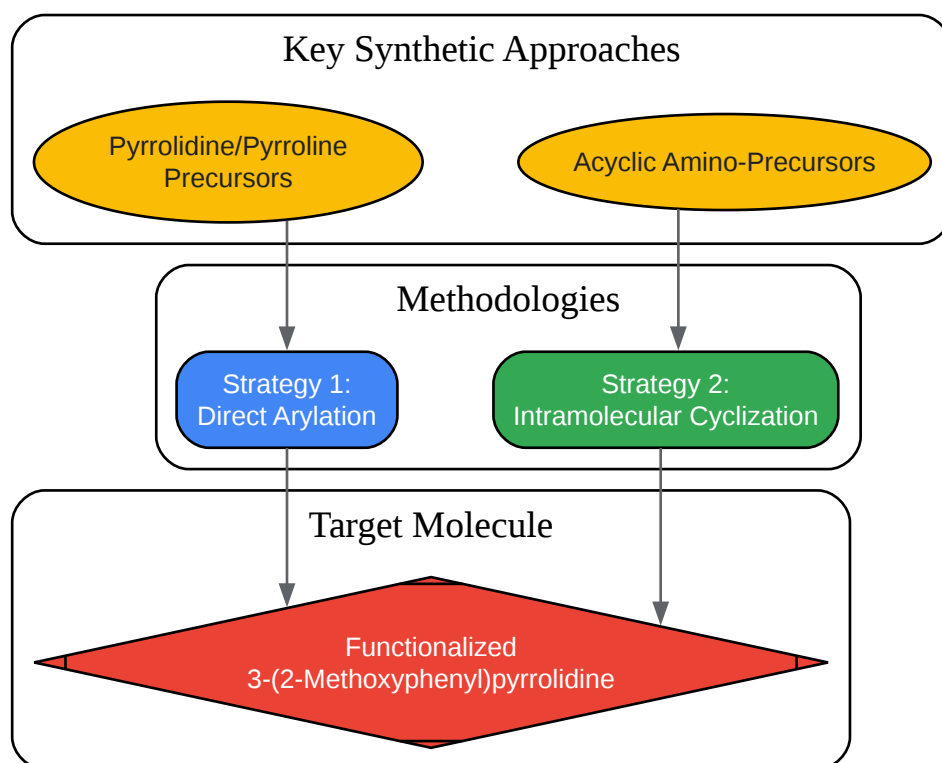 Key Synthetic Approaches
Pyrrolidine/Pyrroline
Precursors
Acyclic Amino-Precursors
Methodologies
Strategy 1:
Direct Arylation
Strategy 2:
Intramolecular Cyclization
Target Molecule
Functionalized
3-(2-Methoxyphenyl)pyrrolidine